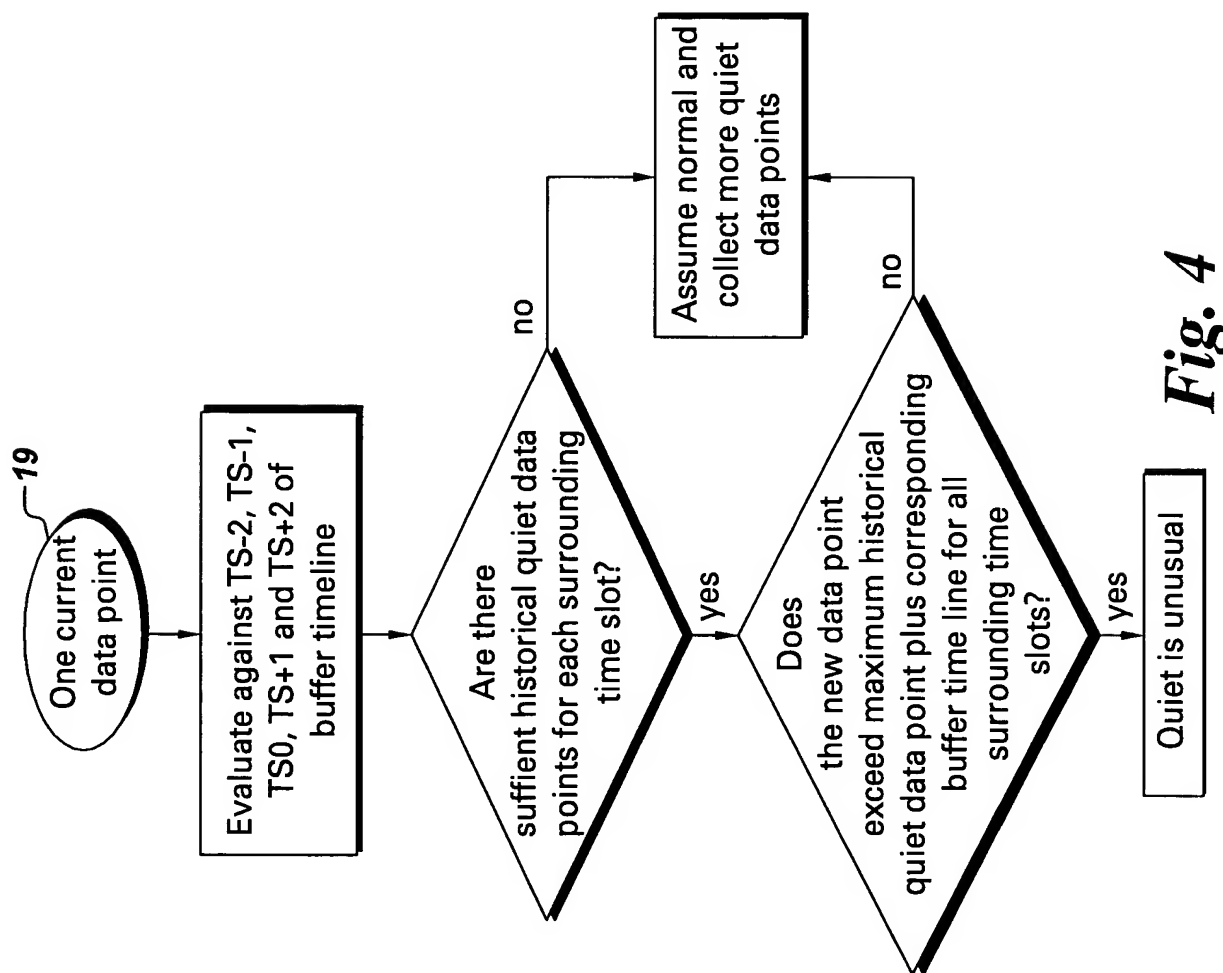 19
One current
data point
Evaluate against TS-2, TS-1,
TS0, TS+1 and TS+2 of
buffer timeline
Are there
suffient historical quiet data
points for each surrounding
time slot?
no
yes
Assume normal and
collect more quiet
data points
Does
the new data point
exceed maximum historical
quiet data point plus corresponding
buffer time line for all
surrounding time
slots?
no
yes
Quiet is unusual
Fig. 4